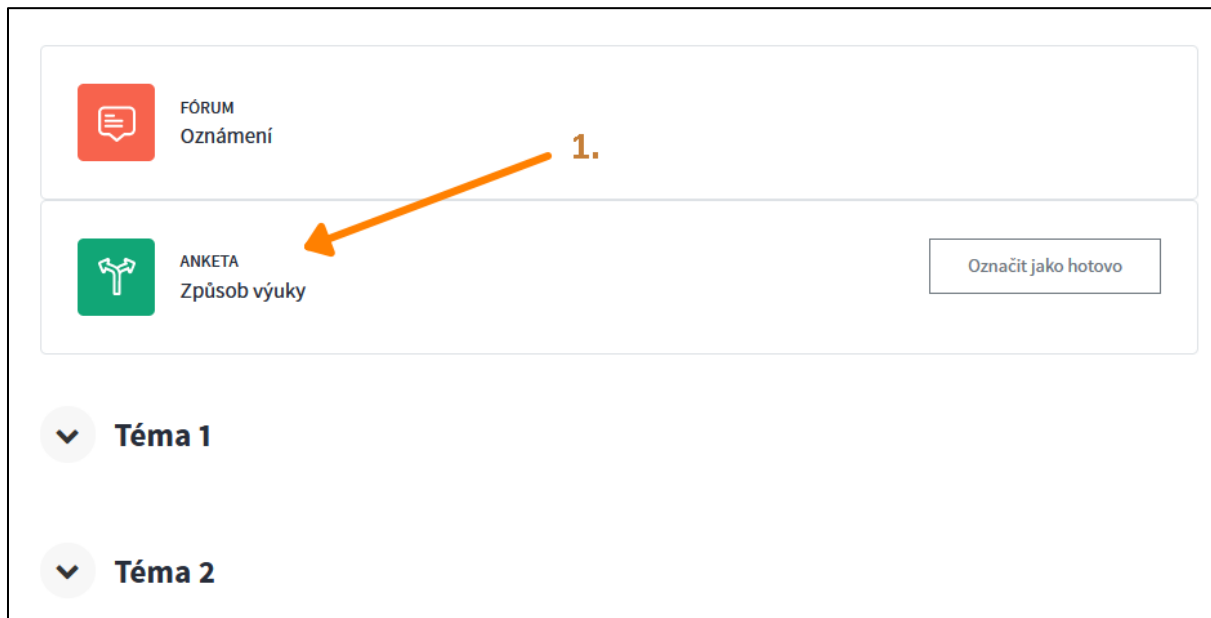 FÓRUM
Oznámení
1.
ANKETA
Způsob výuky
Označit jako hotovo
Téma 1
Téma 2